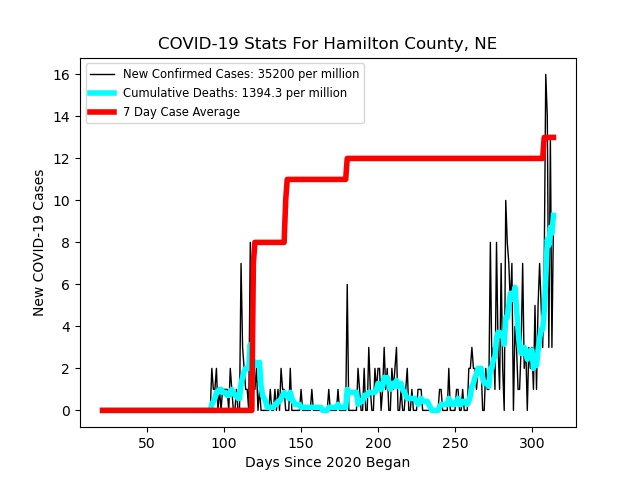 COVID-19 Stats For Hamilton County, NE
New Confirmed Cases: 35200 per million
Cumulative Deaths: 1394.3 per million
7 Day Case Average
16
14
12
10
8
6
4
2
0
New COVID-19 Cases
50 100 150 200 250 300
Days Since 2020 Began